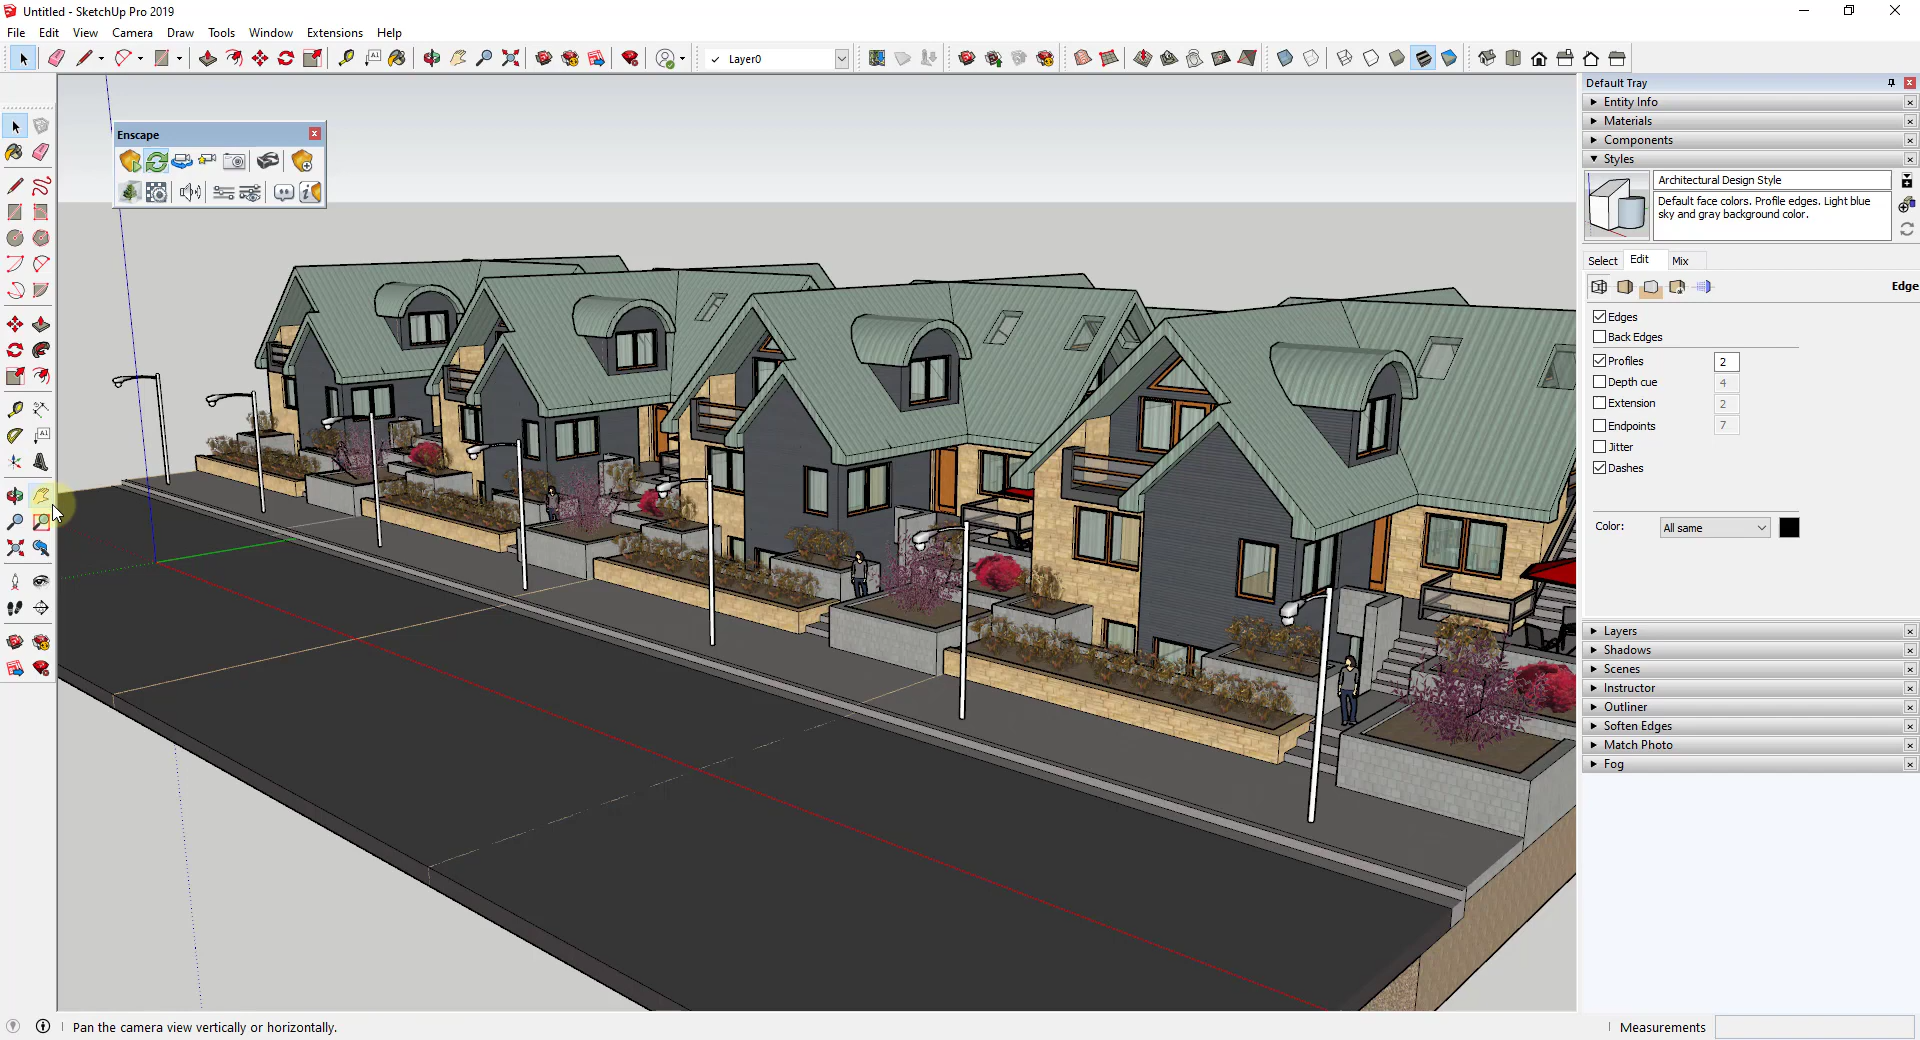 Untitled - SketchUp Pro 2019
File Edit View Camera Draw Tools Window Extensions Help
Layer0
Default Tray
Entity Info
Materials
Components
Styles
Architectural Design Style
Default face colors. Profile edges. Light blue
sky and gray background color.
Select Edit Mix
Edge
Edges
Back Edges
Profiles 2
Depth cue 4
Extension 2
Endpoints 7
Jitter
Dashes
Color: All same
Layers
Shadows
Scenes
Instructor
Outliner
Soften Edges
Match Photo
Fog
Enscape
A1
A1
Pan the camera view vertically or horizontally.
Measurements